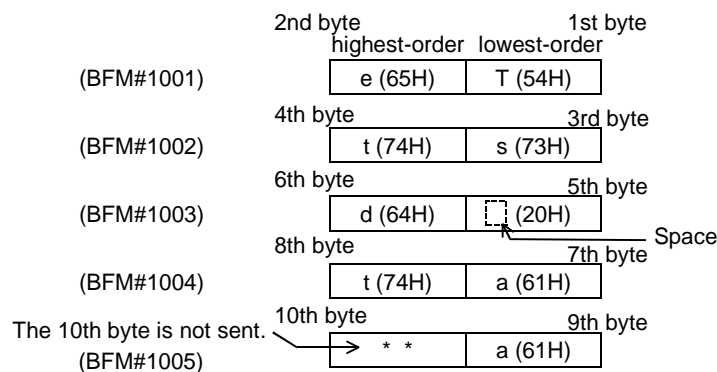 2nd byte 1st byte
highest-order lowest-order
(BFM#1001) e (65H) T (54H)
4th byte 3rd byte
(BFM#1002) t (74H) s (73H)
6th byte 5th byte
(BFM#1003) d (64H) (20H)
Space
8th byte 7th byte
(BFM#1004) t (74H) a (61H)
10th byte 9th byte
The 10th byte is not sent.
(BFM#1005) * * a (61H)